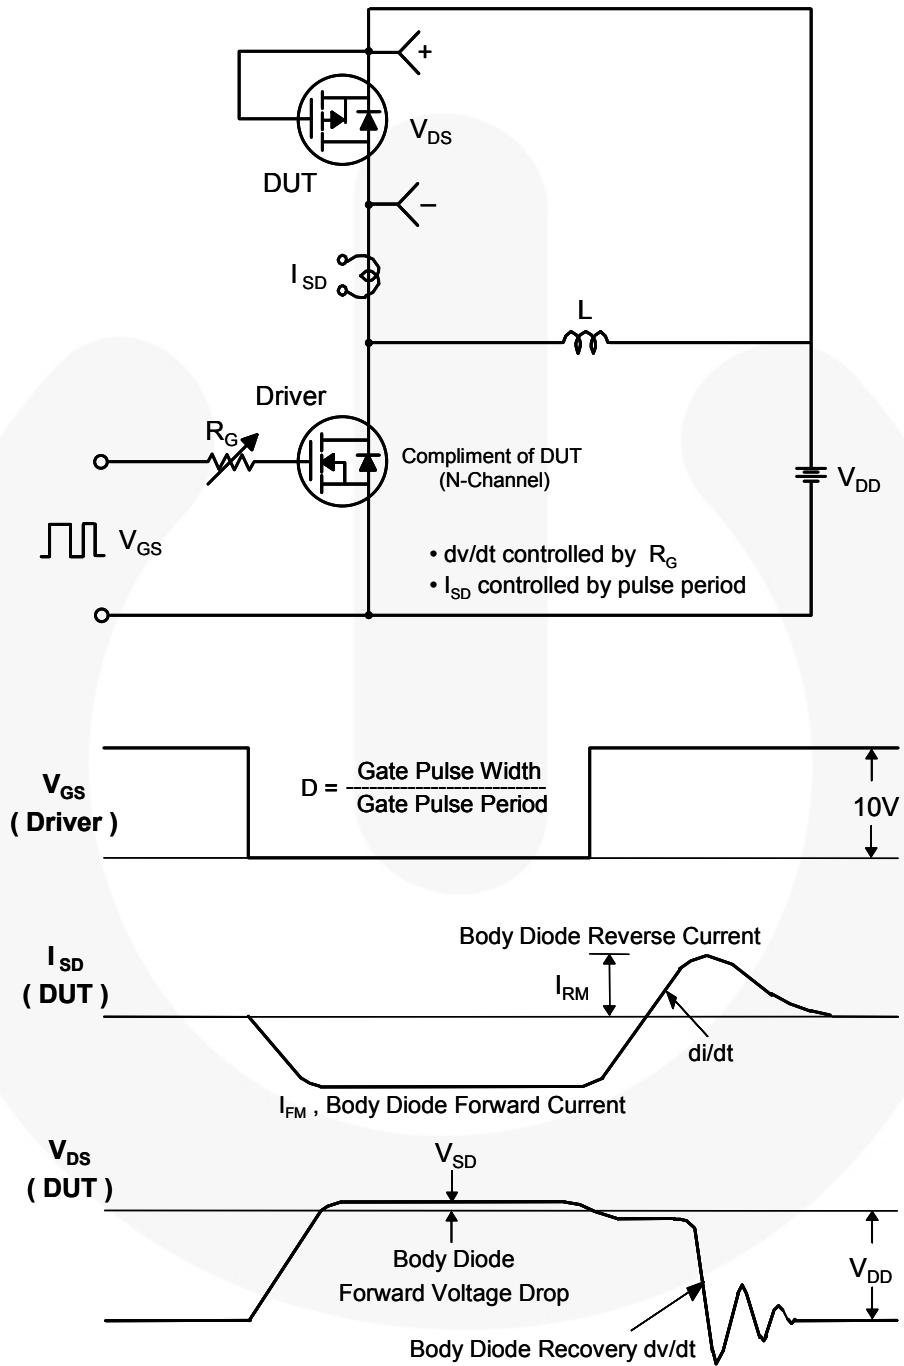 +
V_DS
DUT
−
I_SD
L
Driver
R_G
Compliment of DUT
(N-Channel)
V_DD
V_GS
• dv/dt controlled by R_G
• I_SD controlled by pulse period
V_GS
( Driver )
D = Gate Pulse Width
Gate Pulse Period
10V
I_SD
( DUT )
Body Diode Reverse Current
I_RM
di/dt
I_FM , Body Diode Forward Current
V_DS
( DUT )
V_SD
Body Diode
Forward Voltage Drop
V_DD
Body Diode Recovery dv/dt